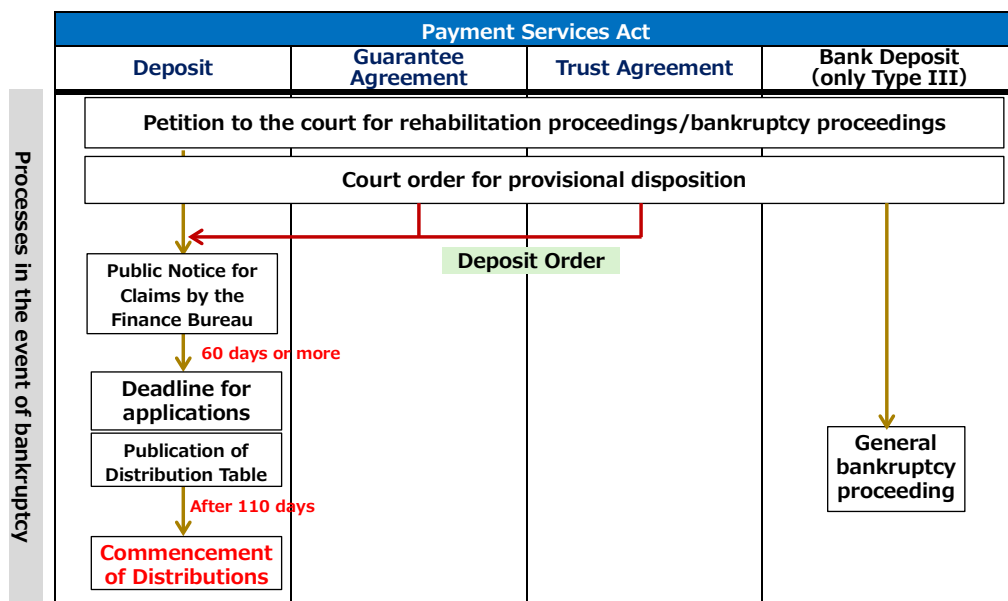 Payment Services Act
Deposit
Guarantee
Agreement
Trust Agreement
Bank Deposit
(only Type III)
Processes in the event of bankruptcy
Petition to the court for rehabilitation proceedings/bankruptcy proceedings
Court order for provisional disposition
Deposit Order
Public Notice for
Claims by the
Finance Bureau
60 days or more
Deadline for
applications
Publication of
Distribution Table
After 110 days
Commencement
of Distributions
General
bankruptcy
proceeding